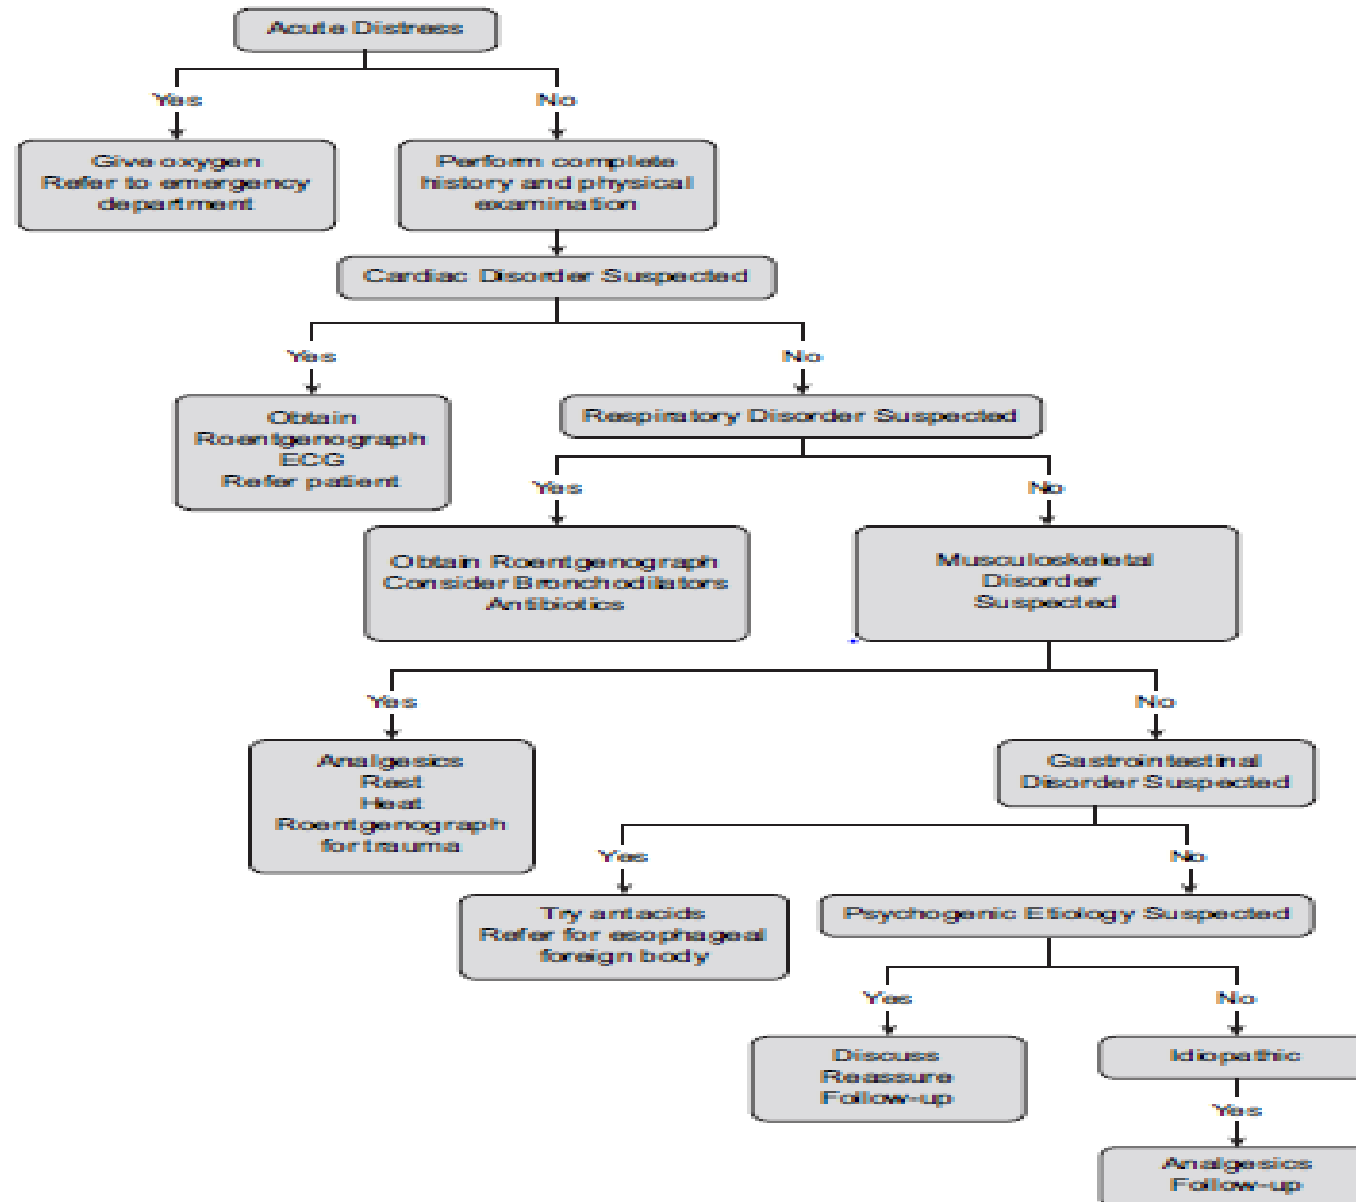 Acute Distress
Yes
No
Give oxygen
Refer to emergency
department
Perform complete
history and physical
examination
Cardiac Disorder Suspected
Yes
No
Obtain
Roentgenograph
ECG
Refer patient
Respiratory Disorder Suspected
Yes
No
Obtain Roentgenograph
Consider Bronchodilators
Antibiotics
Musculoskeletal
Disorder
Suspected
Yes
No
Analgesics
Rest
Heat
Roentgenograph
for trauma
Gastrointestinal
Disorder Suspected
Yes
No
Try antacids
Refer for esophageal
foreign body
Psychogenic Etiology Suspected
Yes
No
Discuss
Reassure
Follow-up
Idiopathic
Yes
Analgesics
Follow-up